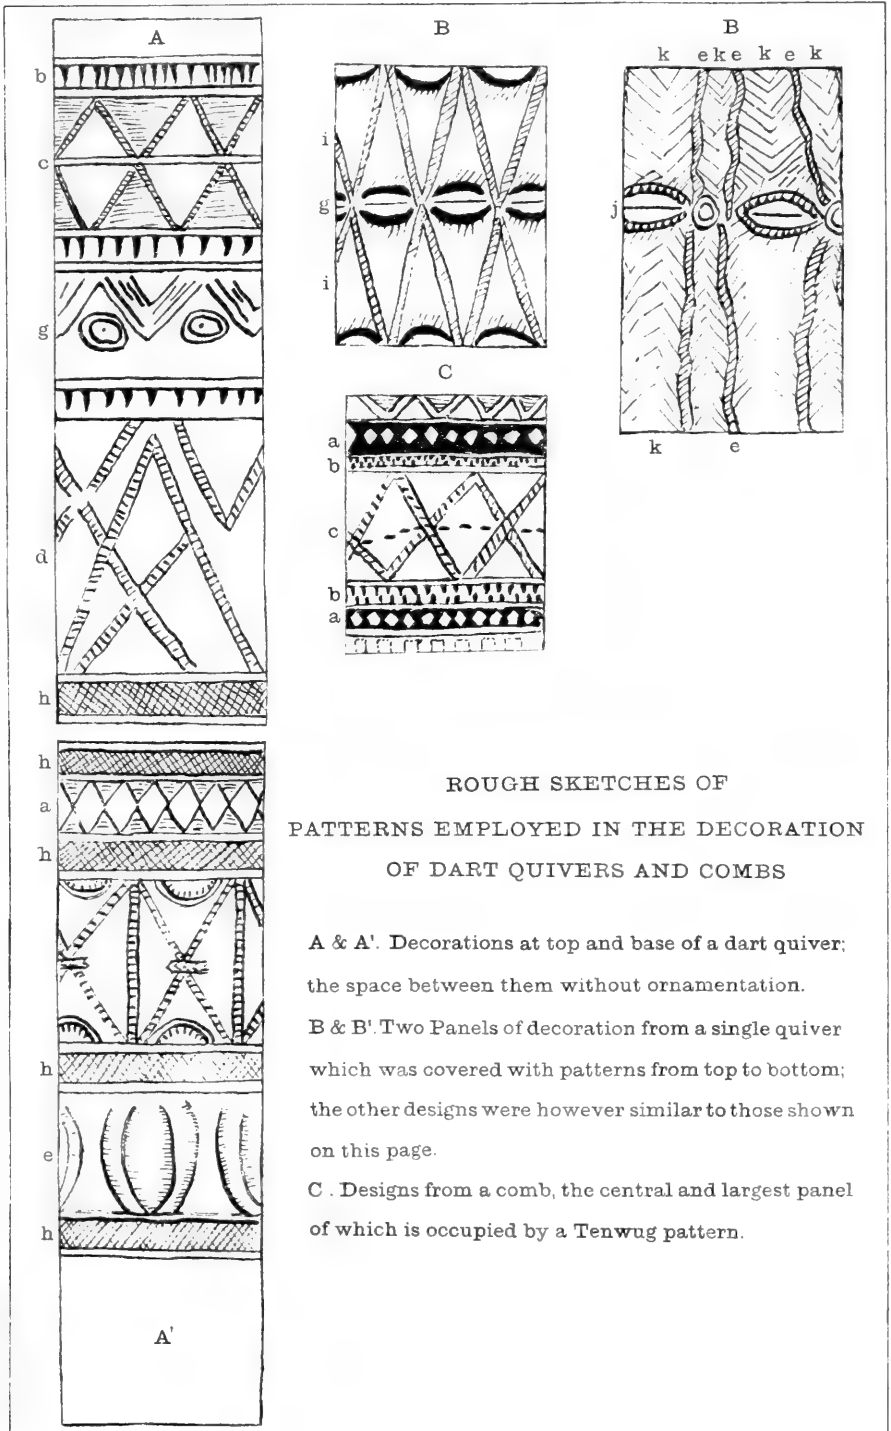 A
b
c
g
d
h
B
i
g
i
B
k e k e k e k
j
k e
C
a
b
c
b
a
h
a
h
h
e
h
A'
ROUGH SKETCHES OF
PATTERNS EMPLOYED IN THE DECORATION
OF DART QUIVERS AND COMBS
A & A'. Decorations at top and base of a dart quiver;
the space between them without ornamentation.
B & B'. Two Panels of decoration from a single quiver
which was covered with patterns from top to bottom;
the other designs were however similar to those shown
on this page.
C . Designs from a comb, the central and largest panel
of which is occupied by a Tenwug pattern.